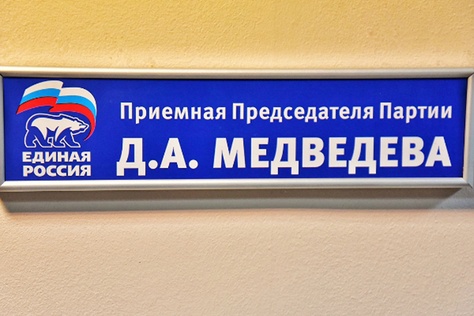 Приемная Председателя Партии
Д.А. МЕДВЕДЕВА
ЕДИНАЯ
РОССИЯ